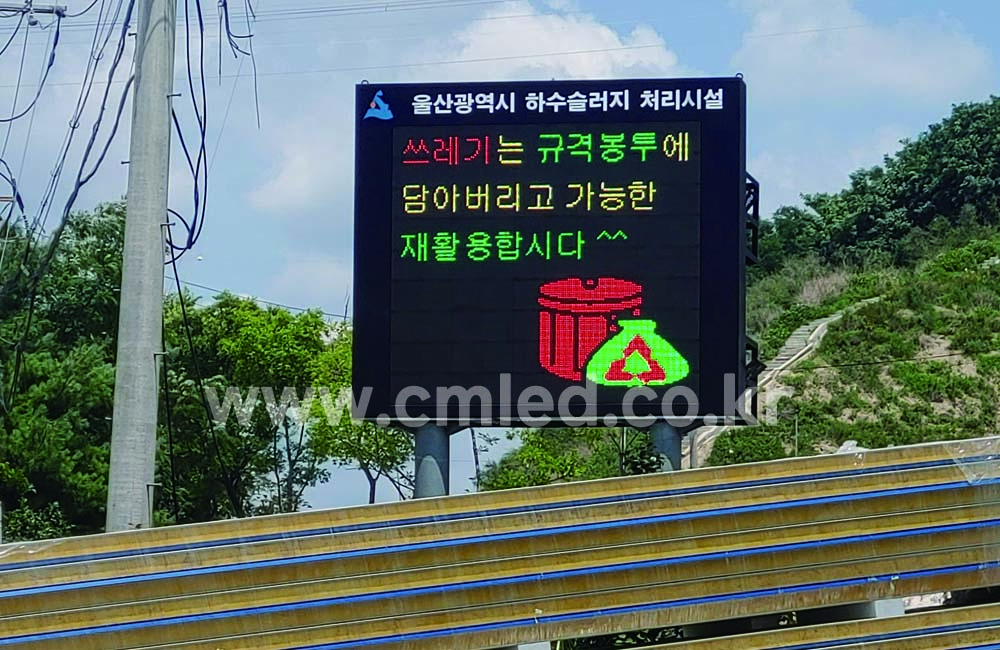 울산광역시 하수슬러지 처리시설
쓰레기는 규격봉투에
담아버리고 가능한
재활용합시다 ^^
www.cmled.co.kr